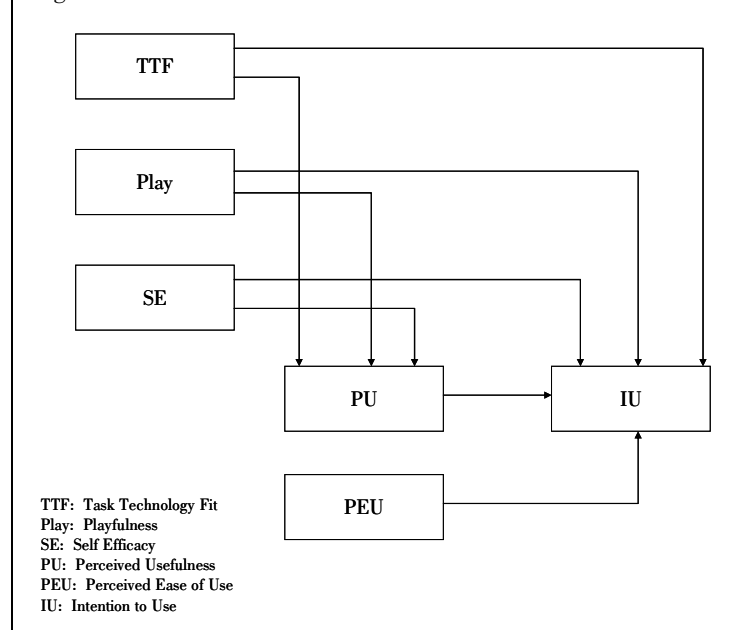 TTF
Play
SE
PU
IU
PEU
TTF: Task Technology Fit
Play: Playfulness
SE: Self Efficacy
PU: Perceived Usefulness
PEU: Perceived Ease of Use
IU: Intention to Use